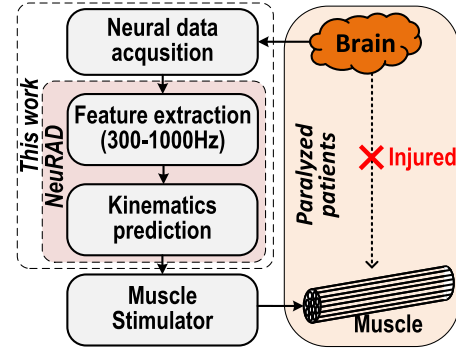 Neural data
acqusition
Brain
This work
NeuRAD
Feature extraction
(300-1000Hz)
Paralyzed
patients
Injured
Kinematics
prediction
Muscle
Stimulator
Muscle